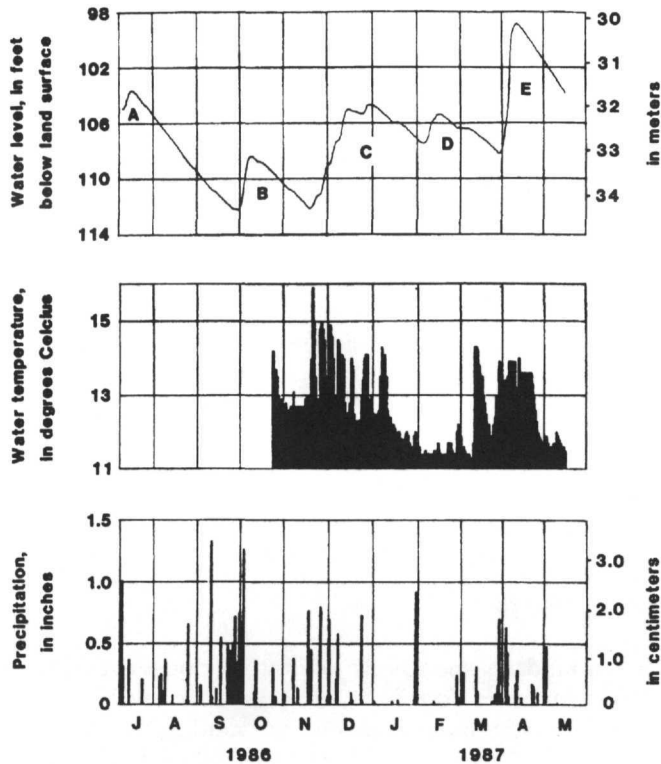 98
102
106
110
114
Water level, in feet
below land surface
30
31
32
33
34
in meters
A
B
C
D
E
15
13
11
Water temperature,
in degrees Celcius
1.5
1.0
0.5
0
Precipitation,
in inches
3.0
2.0
1.0
0
in centimeters
J A S O N D J F M A M
1986 1987